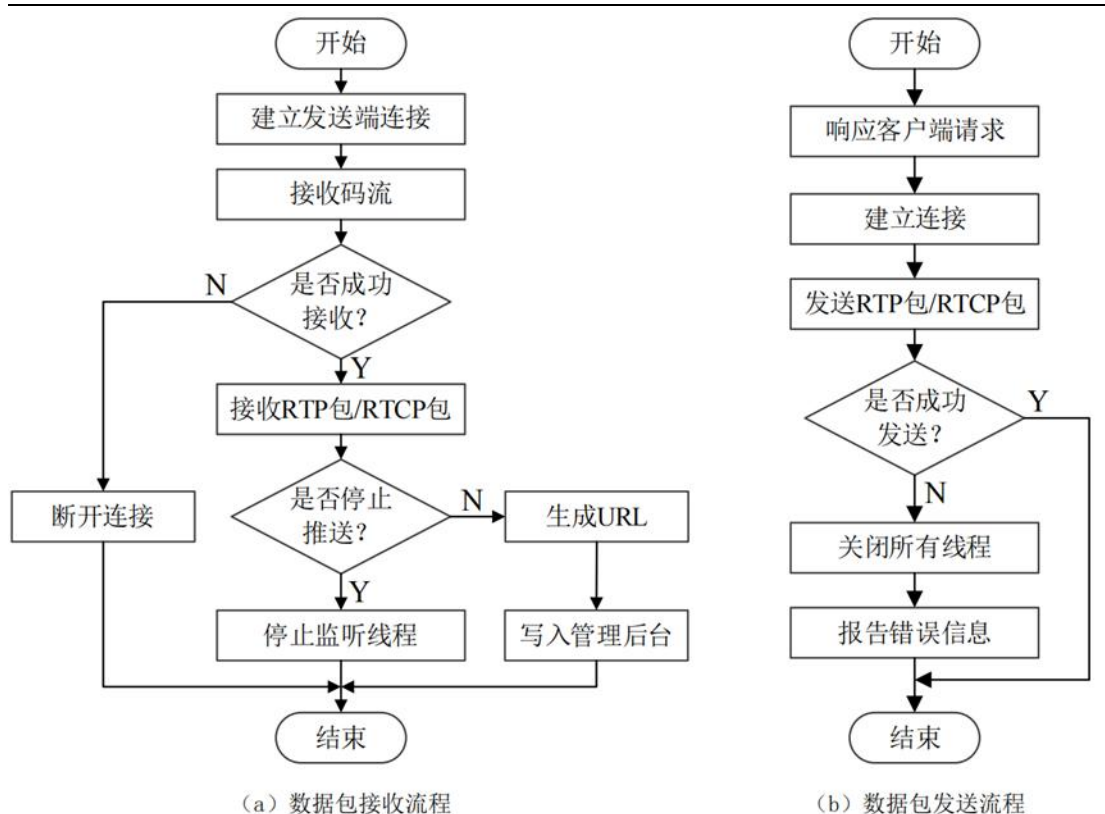 开始
建立发送端连接
接收码流
是否成功
接收？
N
Y
接收RTP包/RTCP包
是否停止
推送？
N
Y
断开连接
生成URL
停止监听线程
写入管理后台
结束
（a）数据包接收流程
开始
响应客户端请求
建立连接
发送RTP包/RTCP包
是否成功
发送？
Y
N
关闭所有线程
报告错误信息
结束
（b）数据包发送流程